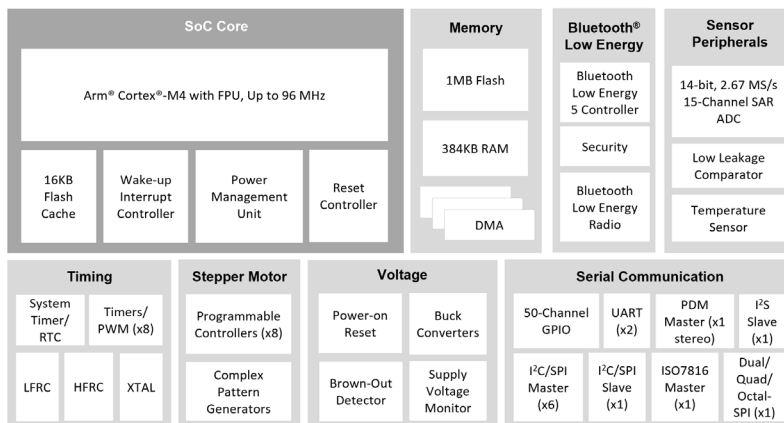 SoC Core
Arm® Cortex®-M4 with FPU, Up to 96 MHz
16KB
Flash
Cache
Wake-up
Interrupt
Controller
Power
Management
Unit
Reset
Controller
Memory
1MB Flash
384KB RAM
DMA
Bluetooth®
Low Energy
Bluetooth
Low Energy
5 Controller
Security
Bluetooth
Low Energy
Radio
Sensor
Peripherals
14-bit, 2.67 MS/s
15-Channel SAR
ADC
Low Leakage
Comparator
Temperature
Sensor
Timing
System
Timer/
RTC
Timers/
PWM (x8)
LFRC
HFRC
XTAL
Stepper Motor
Programmable
Controllers (x8)
Complex
Pattern
Generators
Voltage
Power-on
Reset
Buck
Converters
Brown-Out
Detector
Supply
Voltage
Monitor
Serial Communication
50-Channel
GPIO
UART
(x2)
PDM
Master (x1
stereo)
I²S
Slave
(x1)
I²C/SPI
Master
(x6)
I²C/SPI
Slave
(x1)
ISO7816
Master
(x1)
Dual/
Quad/
Octal-
SPI (x1)